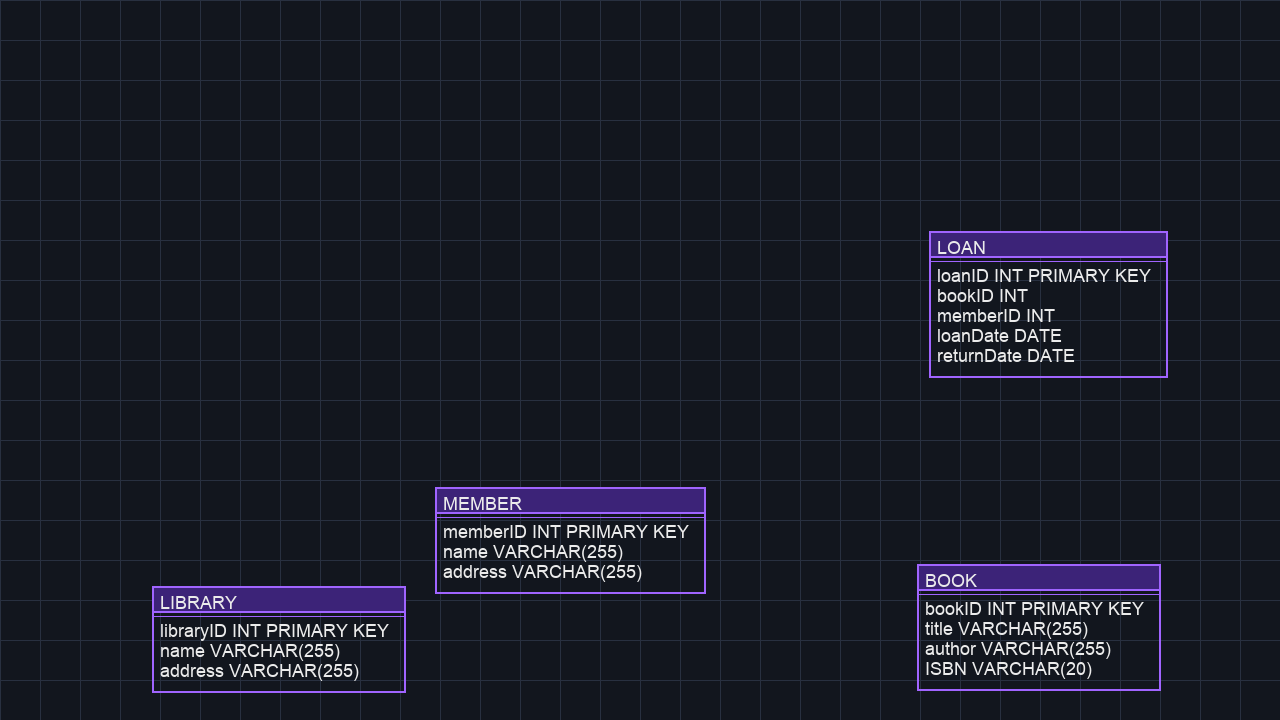 LOAN
loanID INT PRIMARY KEY
bookID INT
memberID INT
loanDate DATE
returnDate DATE
MEMBER
memberID INT PRIMARY KEY
name VARCHAR(255)
address VARCHAR(255)
LIBRARY
libraryID INT PRIMARY KEY
name VARCHAR(255)
address VARCHAR(255)
BOOK
bookID INT PRIMARY KEY
title VARCHAR(255)
author VARCHAR(255)
ISBN VARCHAR(20)